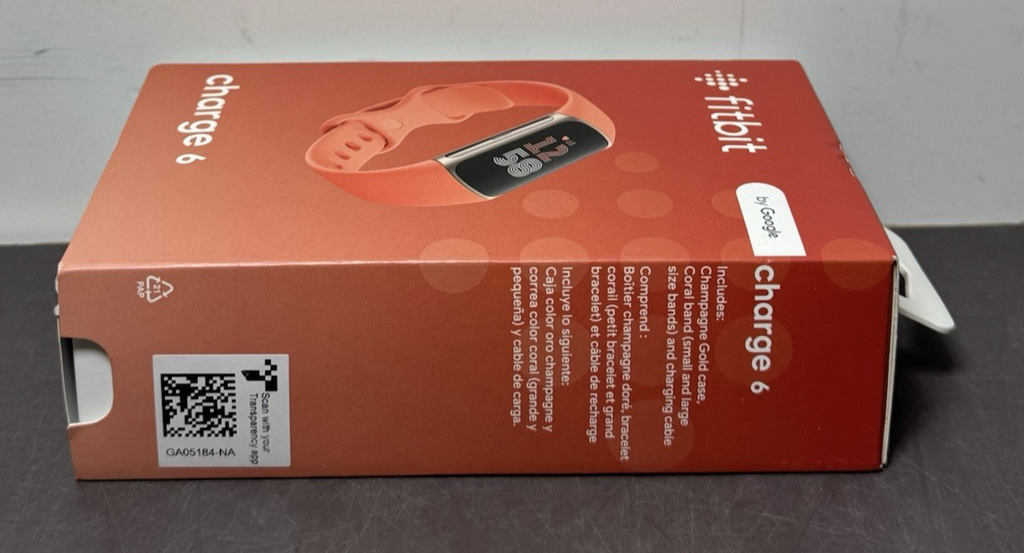 fitbit
by Google
12
58
charge 6
charge 6
Includes:
Champagne Gold case,
Coral band (small and large
size bands) and charging cable
Comprend :
Boîtier champagne doré, bracelet
corail (petit bracelet et grand
bracelet) et câble de recharge
Incluye lo siguiente:
Caja color oro champagne y
correa color coral (grande y
pequeña) y cable de carga.
21
PAP
Scan with your
Transparency app
GA05184-NA